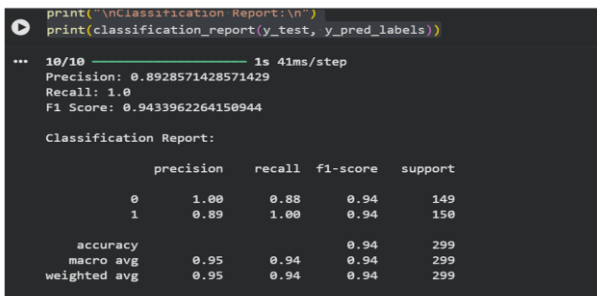 print("\nClassification Report:\n")
print(classification_report(y_test, y_pred_labels))
10/10 ━━━━━━━━━━━━━━━━━━━━ 1s 41ms/step
Precision: 0.8928571428571429
Recall: 1.0
F1 Score: 0.9433962264150944
Classification Report:
precision recall f1-score support
0 1.00 0.88 0.94 149
1 0.89 1.00 0.94 150
accuracy 0.94 299
macro avg 0.95 0.94 0.94 299
weighted avg 0.95 0.94 0.94 299